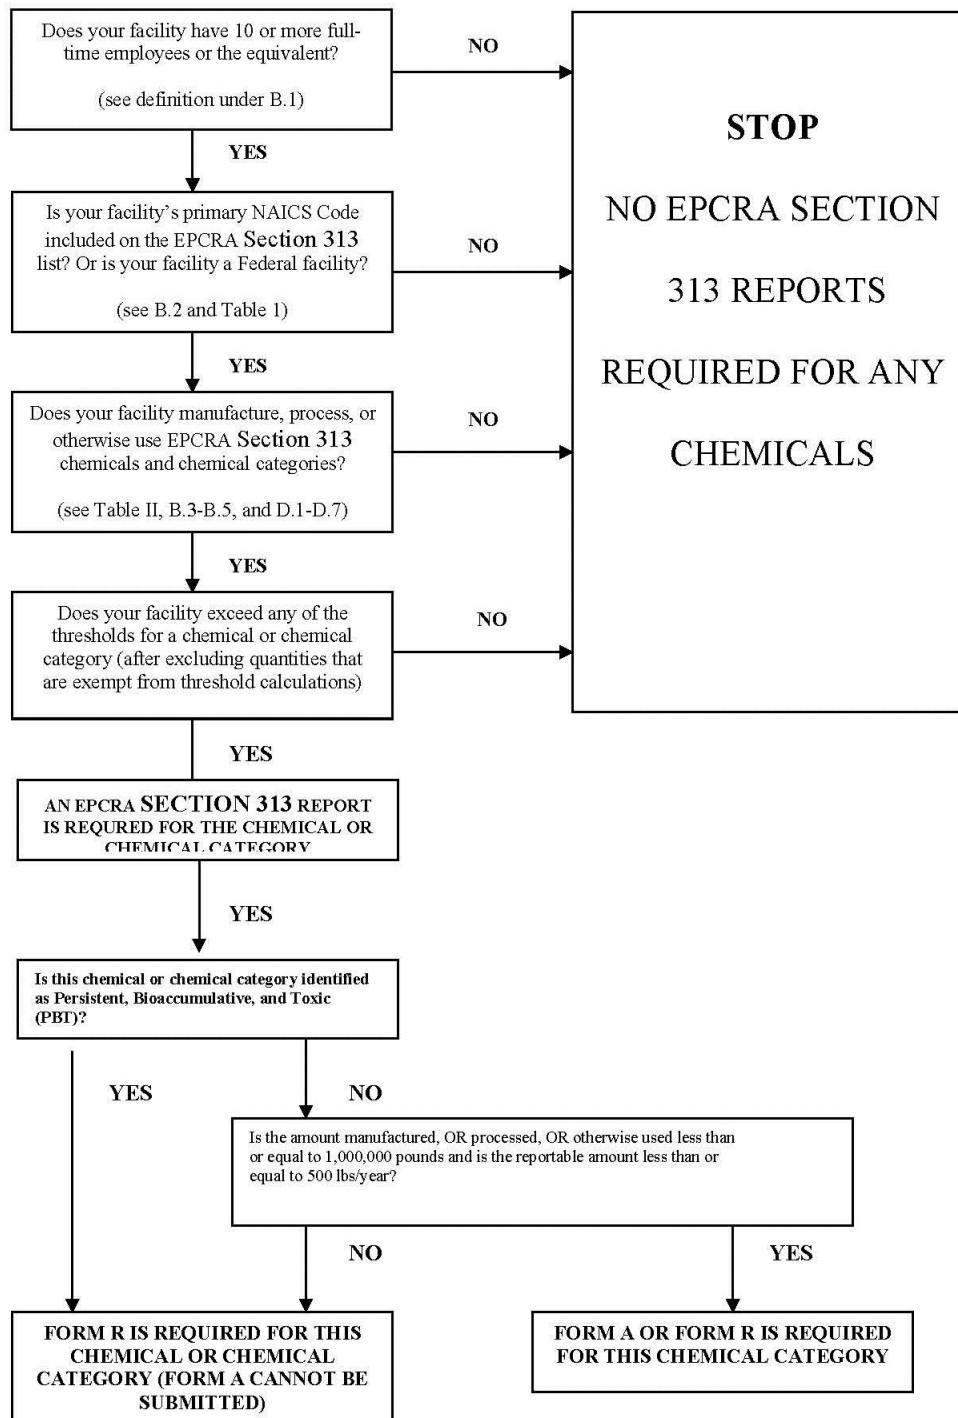 Does your facility have 10 or more full-
time employees or the equivalent?
(see definition under B.1)
NO
STOP
NO EPCRA SECTION
313 REPORTS
REQUIRED FOR ANY
CHEMICALS
YES
Is your facility's primary NAICS Code
included on the EPCRA Section 313
list? Or is your facility a Federal facility?
(see B.2 and Table 1)
NO
YES
Does your facility manufacture, process, or
otherwise use EPCRA Section 313
chemicals and chemical categories?
(see Table II, B.3-B.5, and D.1-D.7)
NO
YES
Does your facility exceed any of the
thresholds for a chemical or chemical
category (after excluding quantities that
are exempt from threshold calculations)
NO
YES
AN EPCRA SECTION 313 REPORT
IS REQURED FOR THE CHEMICAL OR
CHEMICAL CATEGORY
YES
Is this chemical or chemical category identified
as Persistent, Bioaccumulative, and Toxic
(PBT)?
YES
NO
Is the amount manufactured, OR processed, OR otherwise used less than
or equal to 1,000,000 pounds and is the reportable amount less than or
equal to 500 lbs/year?
NO
YES
FORM R IS REQUIRED FOR THIS
CHEMICAL OR CHEMICAL
CATEGORY (FORM A CANNOT BE
SUBMITTED)
FORM A OR FORM R IS REQUIRED
FOR THIS CHEMICAL CATEGORY